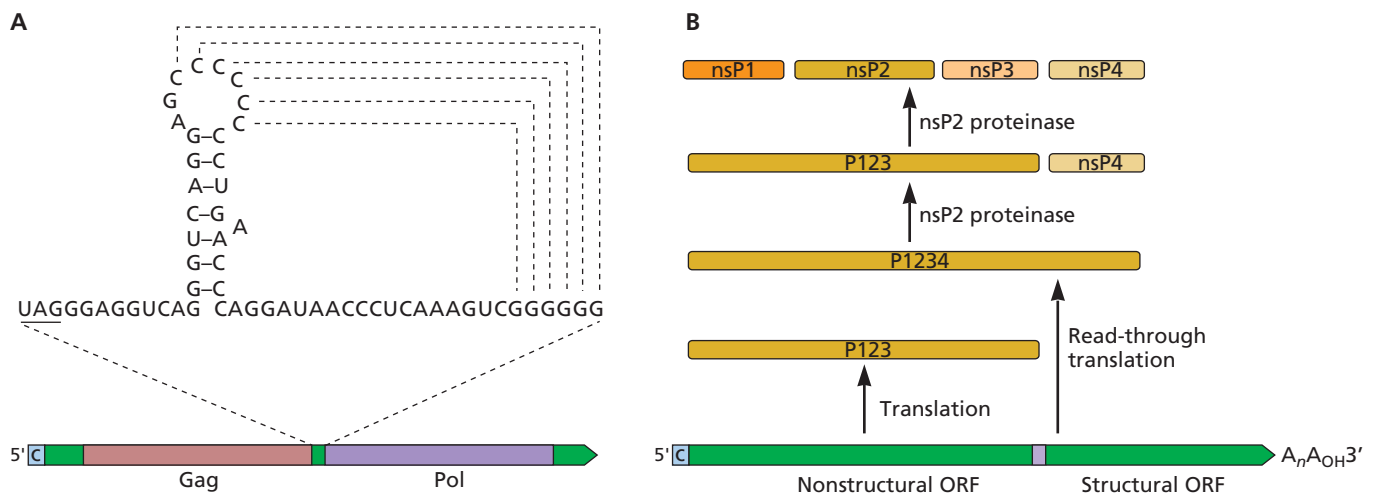 A
C C
C C
G C
A C
G–C
G–C
A–U
C–G
A
U–A
G–C
G–C
UAGGGAGGUCAG CAGGAUAACCCUCAAAGUCGGGGGG
5' C
Gag Pol
B
nsP1 nsP2 nsP3 nsP4
nsP2 proteinase
P123 nsP4
nsP2 proteinase
P1234
Read-through
translation
P123
Translation
5' C AnAOH3′
Nonstructural ORF Structural ORF